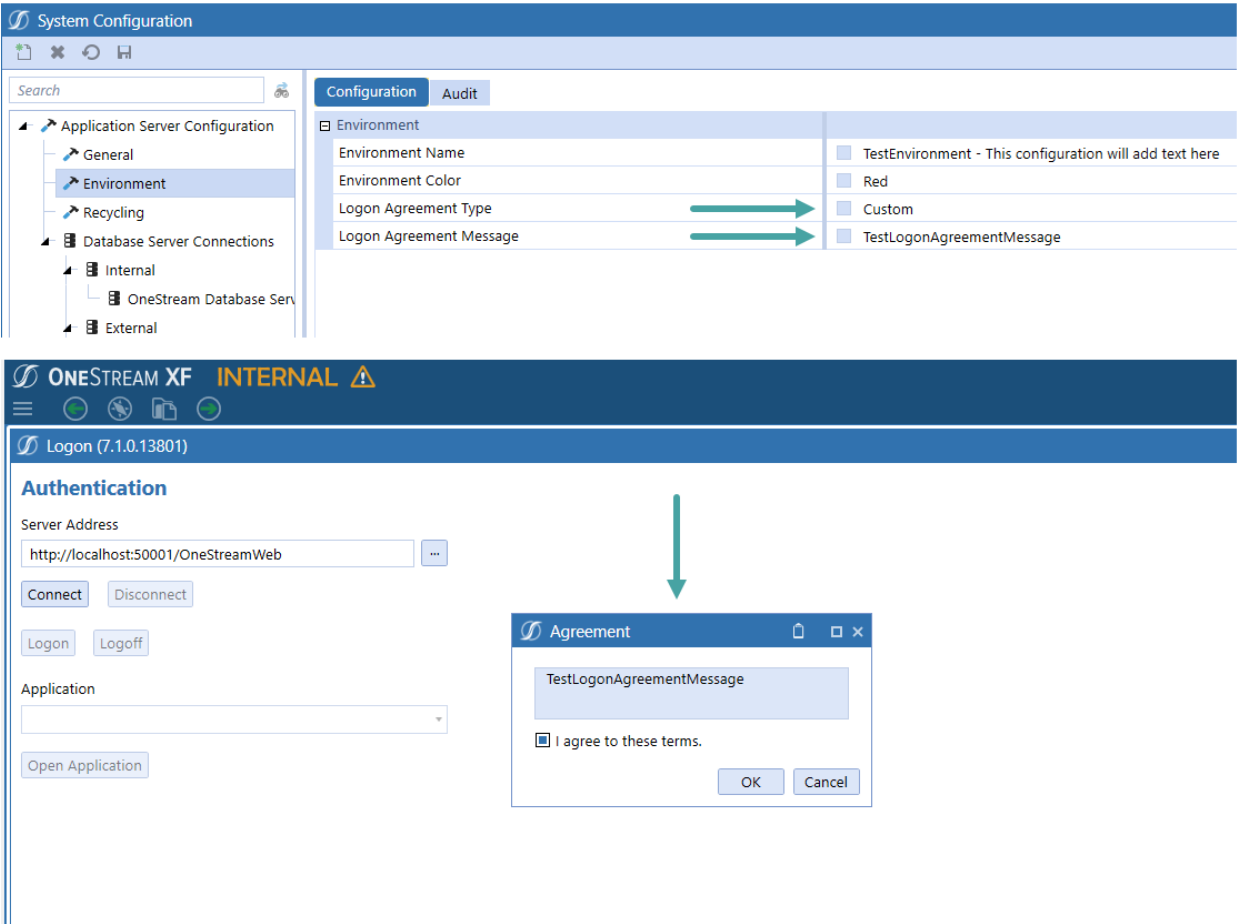 System Configuration
Search
Configuration Audit
Application Server Configuration
General
Environment
Recycling
Database Server Connections
Internal
OneStream Database Serv
External
Environment
Environment Name TestEnvironment - This configuration will add text here
Environment Color Red
Logon Agreement Type Custom
Logon Agreement Message TestLogonAgreementMessage
ONESTREAM XF INTERNAL
Logon (7.1.0.13801)
Authentication
Server Address
http://localhost:50001/OneStreamWeb ...
Connect Disconnect
Logon Logoff
Application
Open Application
Agreement
TestLogonAgreementMessage
I agree to these terms.
OK Cancel